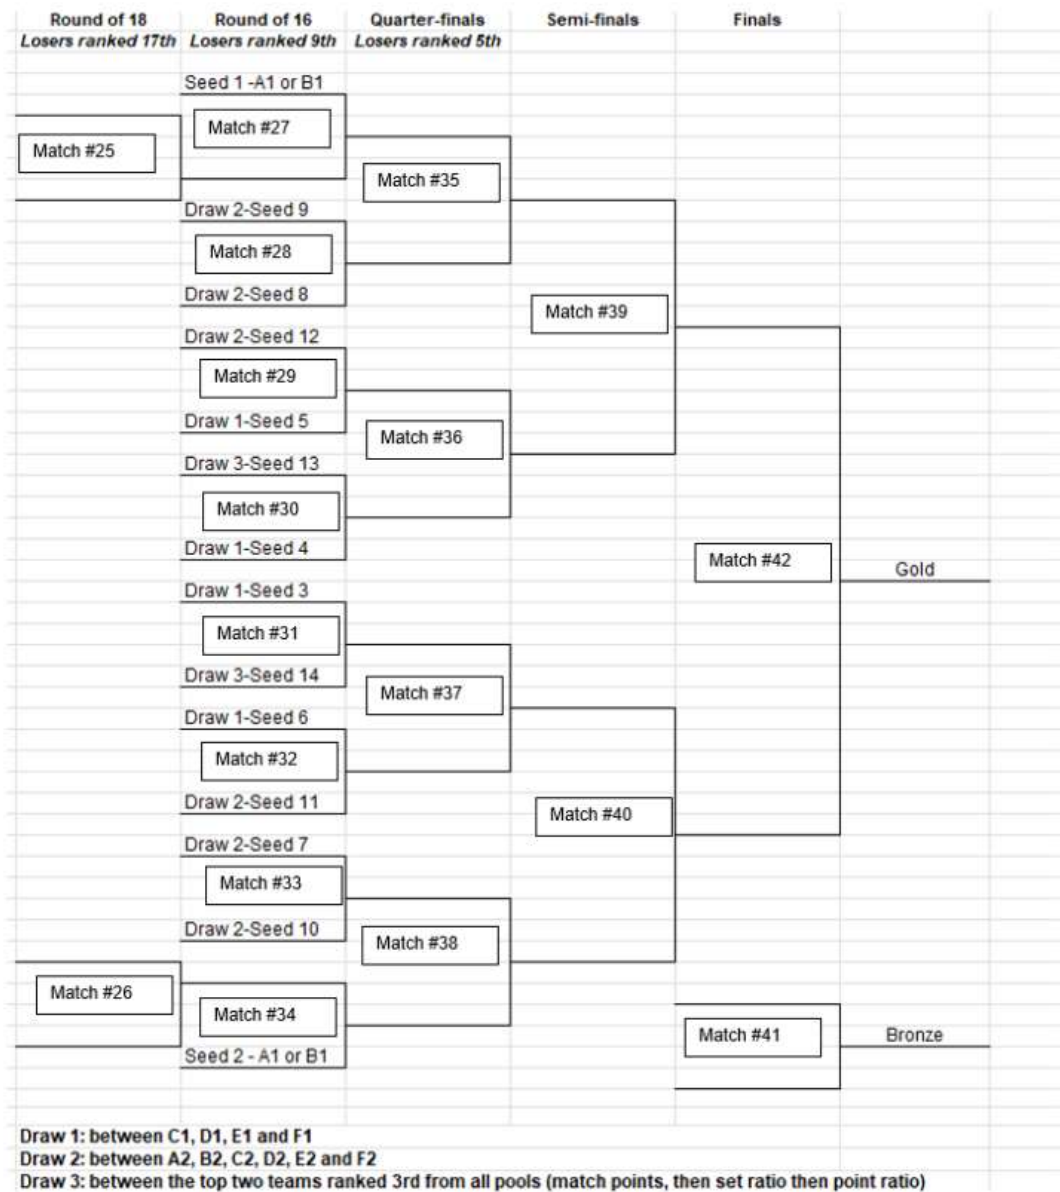 Round of 18 Round of 16 Quarter-finals Semi-finals Finals
Losers ranked 17th Losers ranked 9th Losers ranked 5th
Seed 1 -A1 or B1
Match #27
Match #25
Match #35
Draw 2-Seed 9
Match #28
Draw 2-Seed 8
Match #39
Draw 2-Seed 12
Match #29
Draw 1-Seed 5
Match #36
Draw 3-Seed 13
Match #30
Draw 1-Seed 4
Match #42
Gold
Draw 1-Seed 3
Match #31
Draw 3-Seed 14
Match #37
Draw 1-Seed 6
Match #32
Draw 2-Seed 11
Match #40
Draw 2-Seed 7
Match #33
Draw 2-Seed 10
Match #38
Match #26
Match #34
Match #41
Bronze
Seed 2 - A1 or B1
Draw 1: between C1, D1, E1 and F1
Draw 2: between A2, B2, C2, D2, E2 and F2
Draw 3: between the top two teams ranked 3rd from all pools (match points, then set ratio then point ratio)